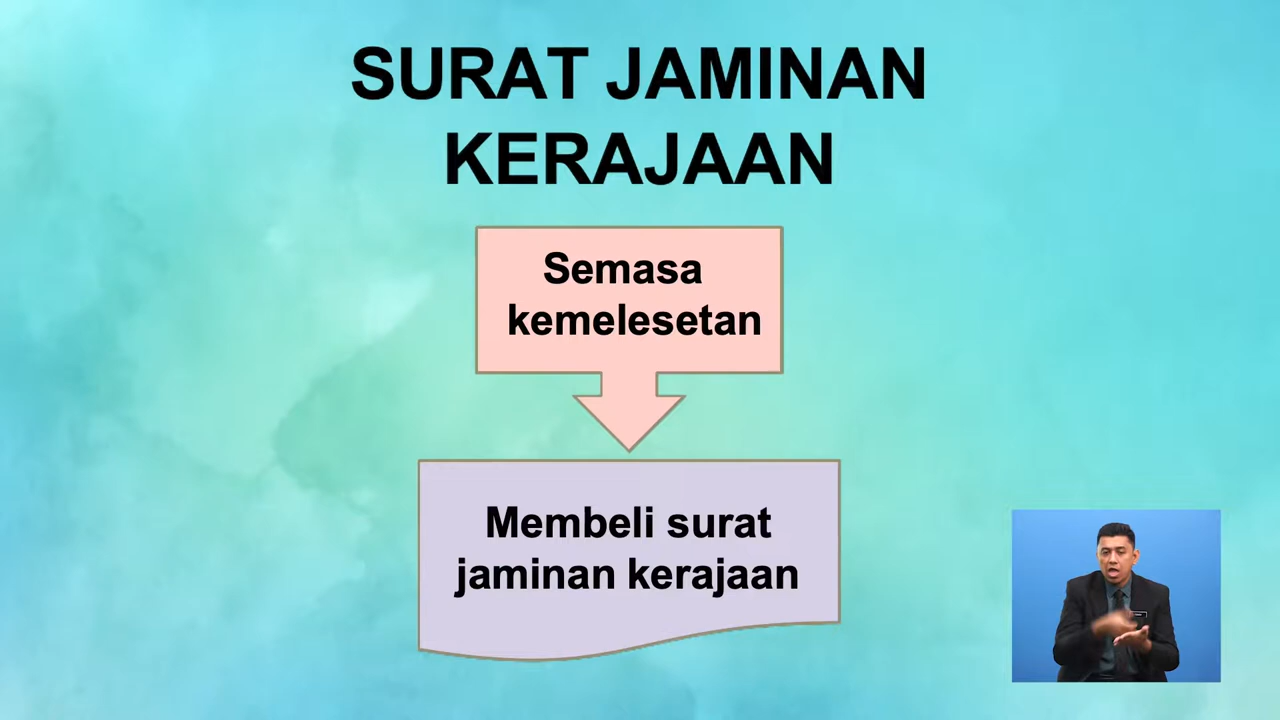 SURAT JAMINAN
KERAJAAN
Semasa
kemelesetan
Membeli surat
jaminan kerajaan